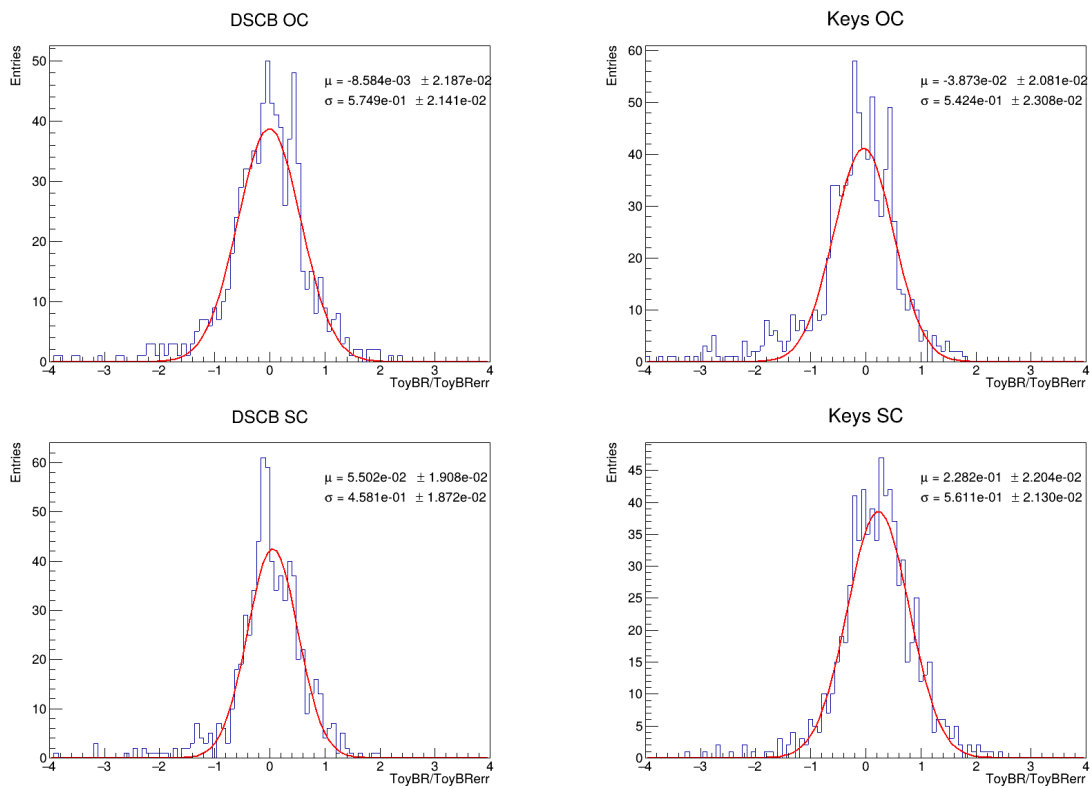 DSCB OC
Entries
50
40
30
20
10
0
μ = -8.584e-03 ± 2.187e-02
σ = 5.749e-01 ± 2.141e-02
−4 −3 −2 −1 0 1 2 3 4
ToyBR/ToyBRerr
Keys OC
Entries
60
50
40
30
20
10
0
μ = -3.873e-02 ± 2.081e-02
σ = 5.424e-01 ± 2.308e-02
−4 −3 −2 −1 0 1 2 3 4
ToyBR/ToyBRerr
DSCB SC
Entries
60
50
40
30
20
10
0
μ = 5.502e-02 ± 1.908e-02
σ = 4.581e-01 ± 1.872e-02
−4 −3 −2 −1 0 1 2 3 4
ToyBR/ToyBRerr
Keys SC
Entries
45
40
35
30
25
20
15
10
5
0
μ = 2.282e-01 ± 2.204e-02
σ = 5.611e-01 ± 2.130e-02
−4 −3 −2 −1 0 1 2 3 4
ToyBR/ToyBRerr